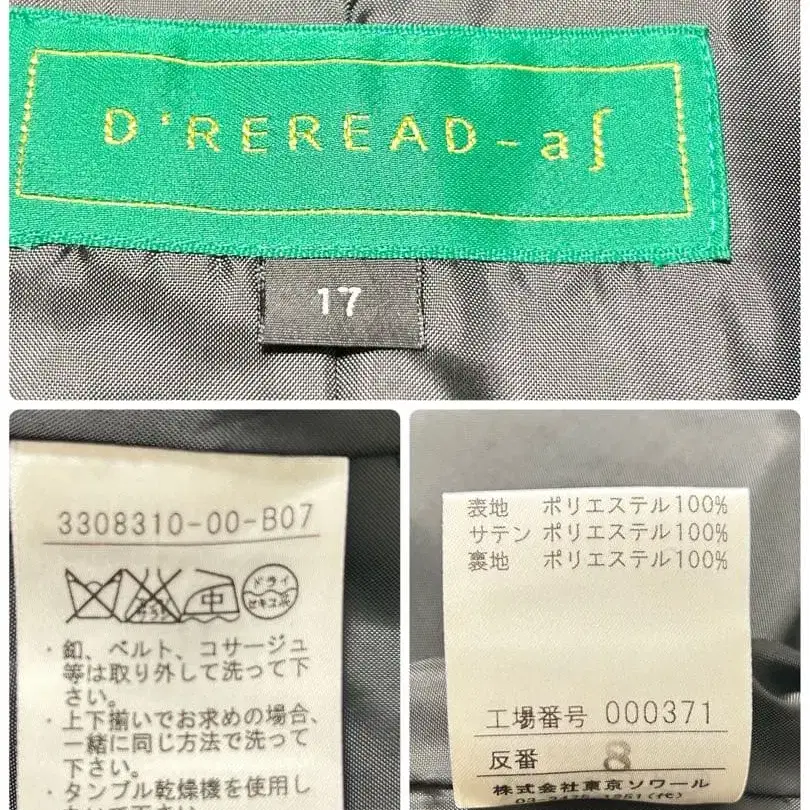 D'REREAD-a∫
17
3308310-00-B07
エンソ
サラシ
中
ドライ
セキユ系
・釦、ベルト、コサージュ
等は取り外して洗って下
さい。
・上下揃いでお求めの場合、
一緒に同じ方法で洗って
下さい。
・タンブル乾燥機を使用し
表地 ポリエステル100%
サテン ポリエステル100%
裏地 ポリエステル100%
工場番号 000371
反番 8
株式会社東京ソワール